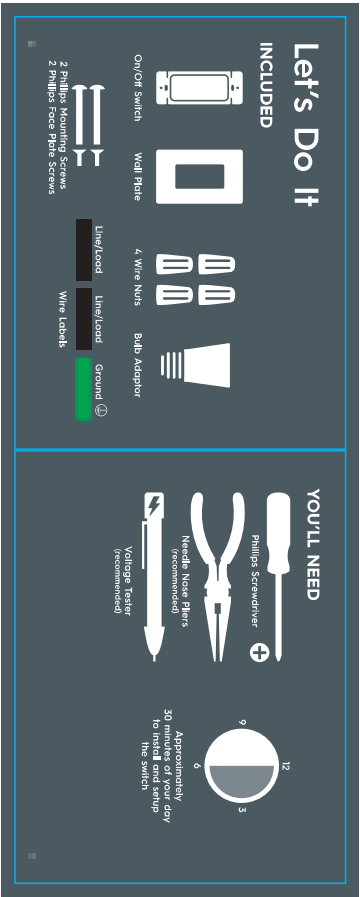 Let's Do It
INCLUDED
On/Off Switch
Wall Plate
4 Wire Nuts
Bulb Adaptor
2 Phillips Mounting Screws
2 Phillips Face Plate Screws
Line/Load
Line/Load
Ground
Wire Labels
YOU'LL NEED
Phillips Screwdriver
Needle Nose Pliers
(recommended)
Voltage Tester
(recommended)
12
9
3
6
Approximately
30 minutes of your day
to install and setup
the switch